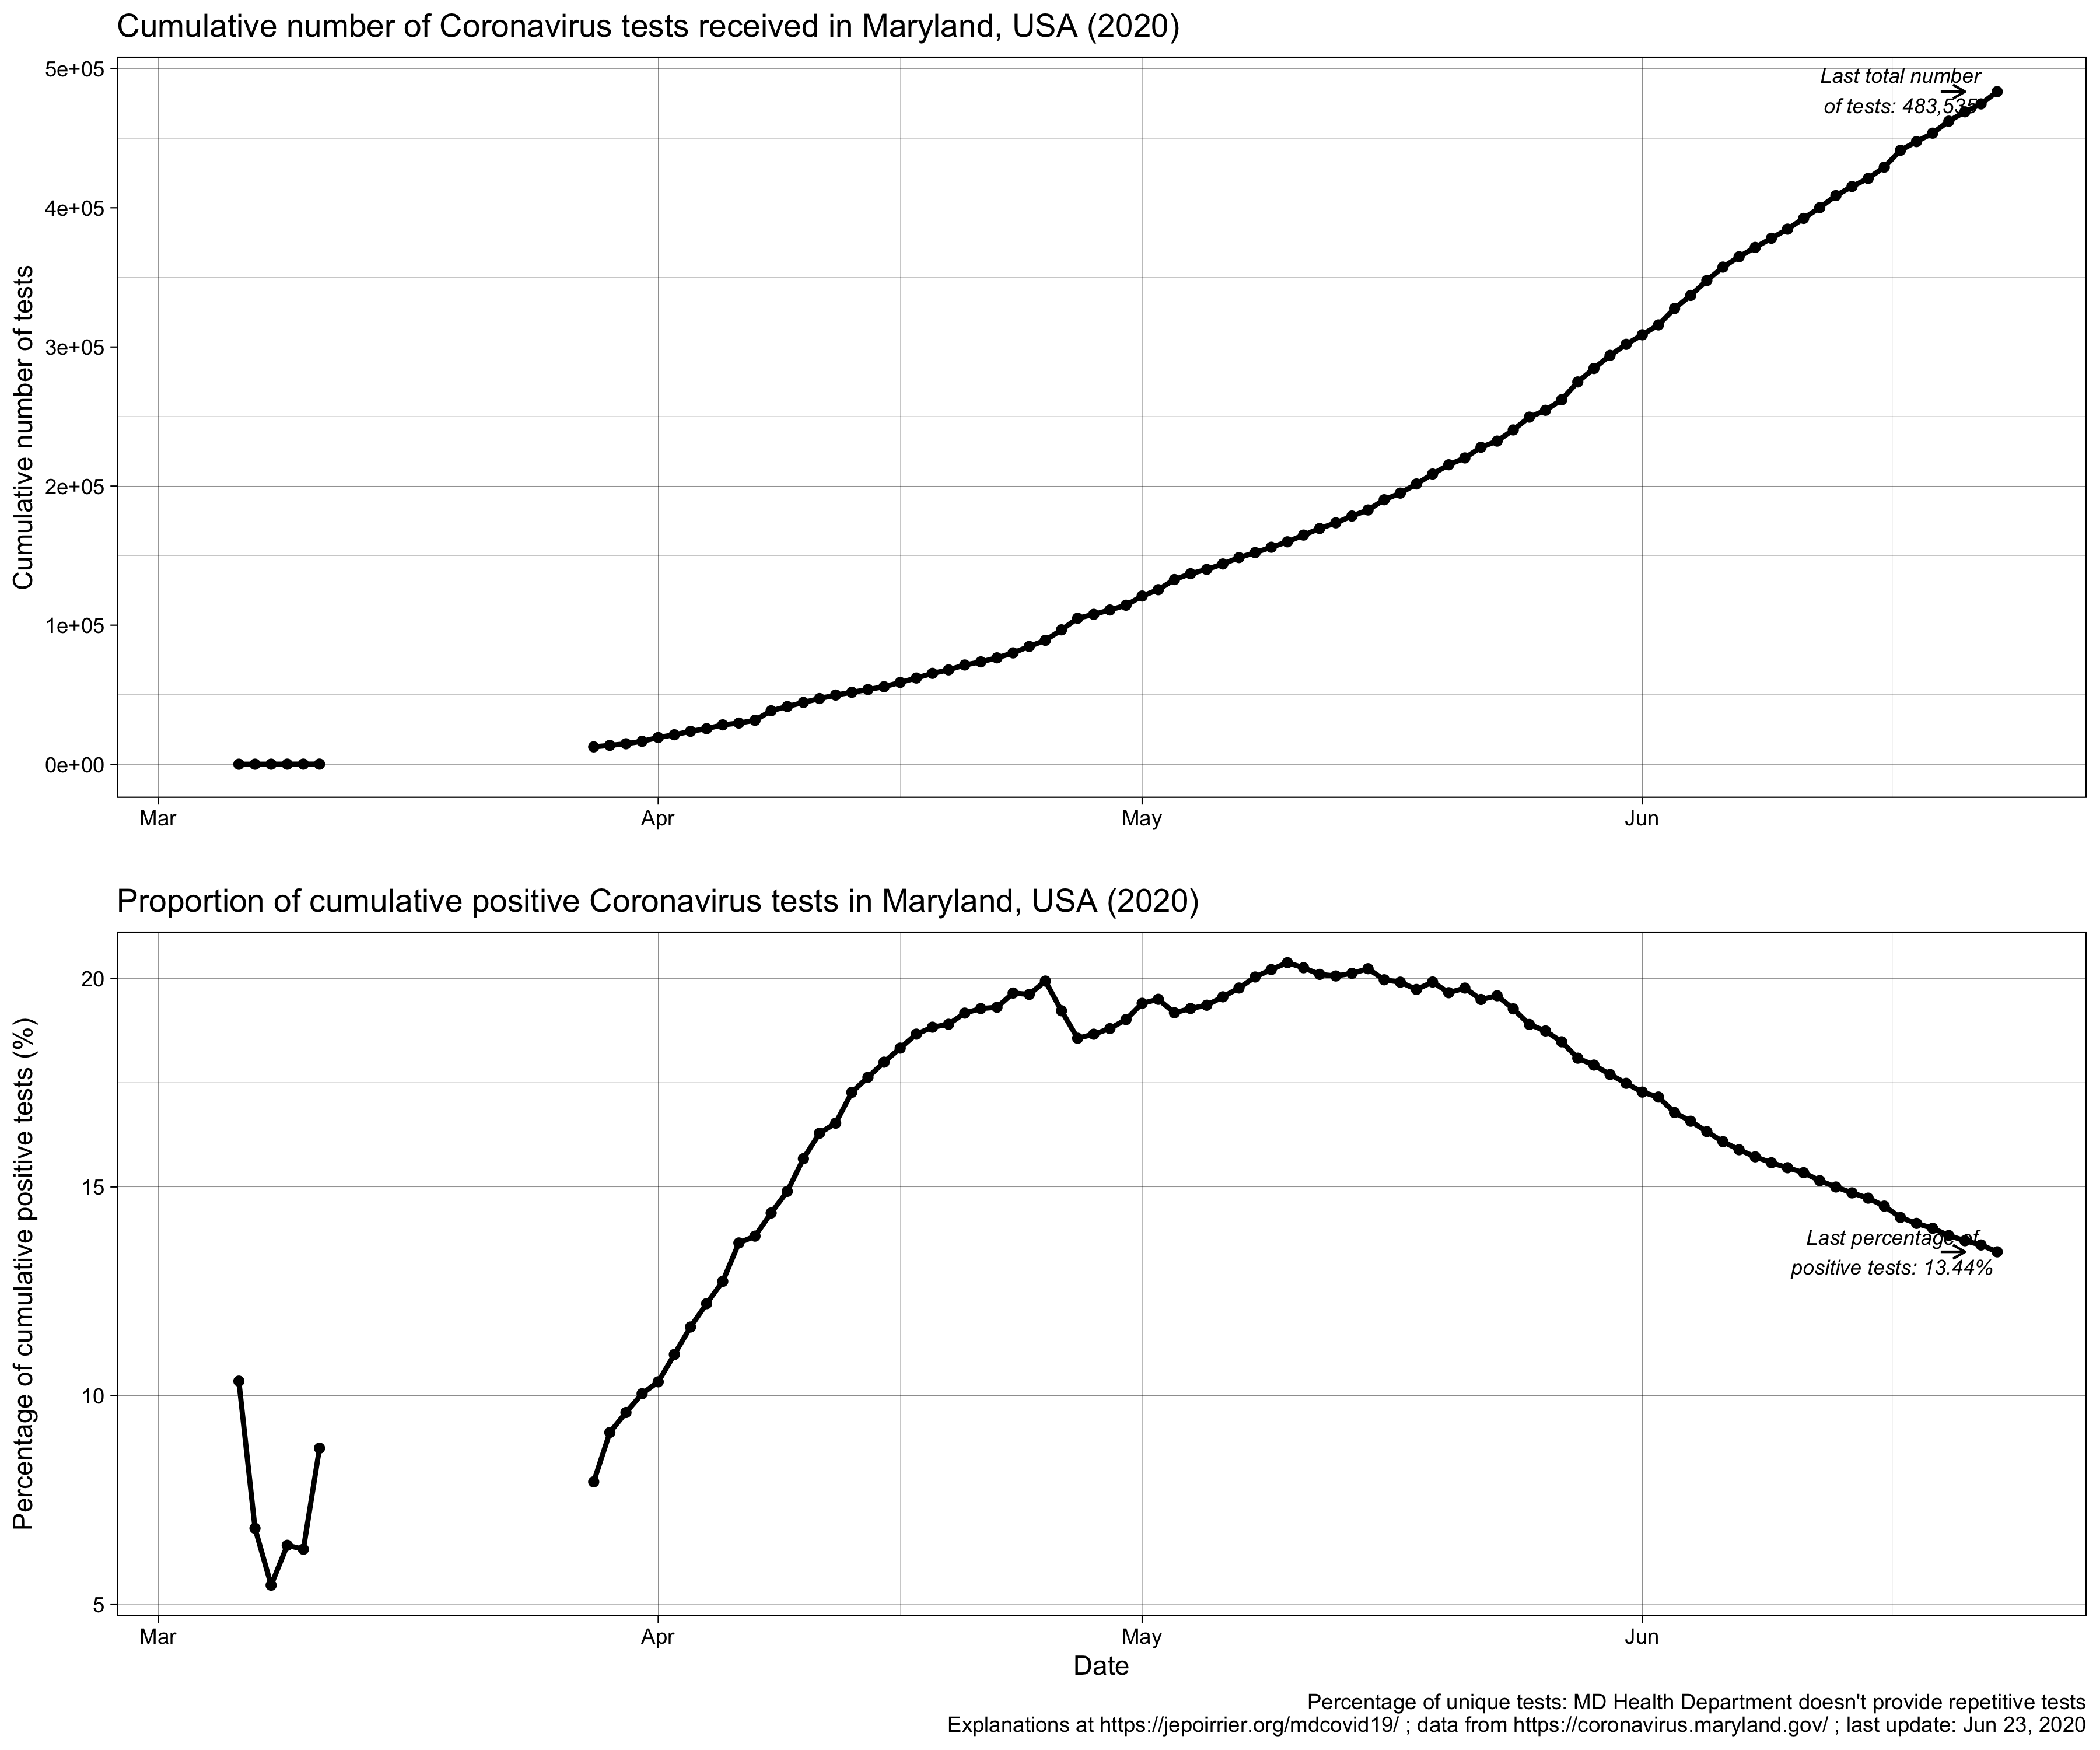 Cumulative number of Coronavirus tests received in Maryland, USA (2020)
Cumulative number of tests
5e+05
4e+05
3e+05
2e+05
1e+05
0e+00
Last total number
of tests: 483,535
Mar Apr May Jun
Proportion of cumulative positive Coronavirus tests in Maryland, USA (2020)
Percentage of cumulative positive tests (%)
20
15
10
5
Last percentage of
positive tests: 13.44%
Mar Apr May Jun
Date
Percentage of unique tests: MD Health Department doesn't provide repetitive tests
Explanations at https://jepoirrier.org/mdcovid19/ ; data from https://coronavirus.maryland.gov/ ; last update: Jun 23, 2020